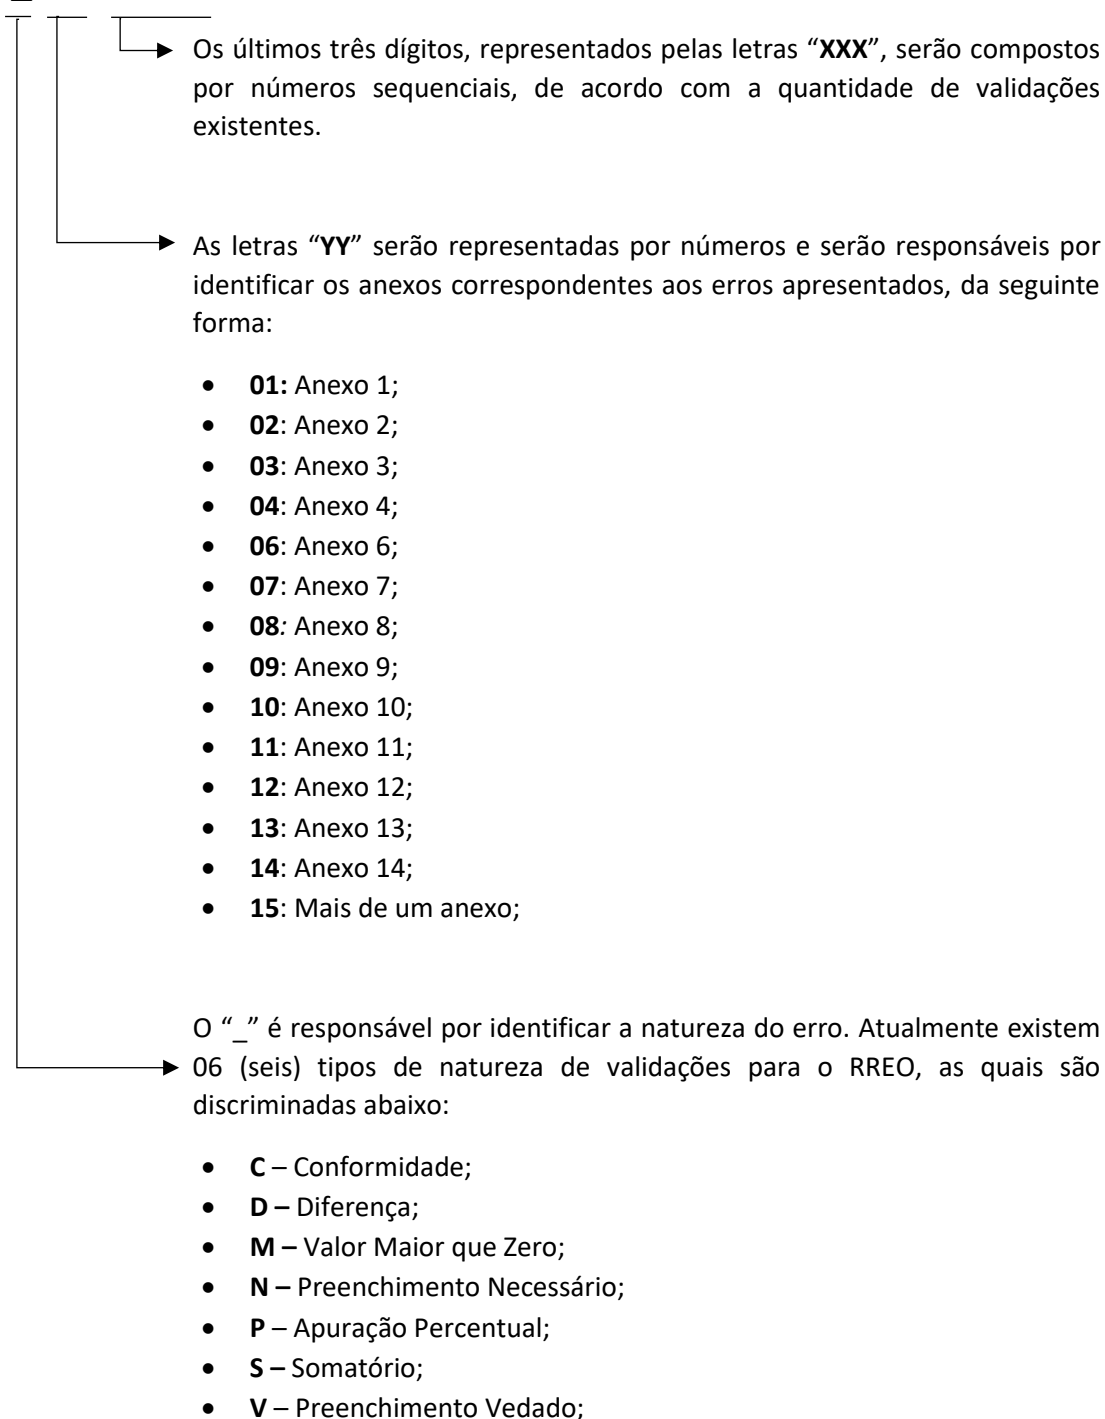 Os últimos três dígitos, representados pelas letras “XXX”, serão compostos
por números sequenciais, de acordo com a quantidade de validações
existentes.
As letras “YY” serão representadas por números e serão responsáveis por
identificar os anexos correspondentes aos erros apresentados, da seguinte
forma:
• 01: Anexo 1;
• 02: Anexo 2;
• 03: Anexo 3;
• 04: Anexo 4;
• 06: Anexo 6;
• 07: Anexo 7;
• 08: Anexo 8;
• 09: Anexo 9;
• 10: Anexo 10;
• 11: Anexo 11;
• 12: Anexo 12;
• 13: Anexo 13;
• 14: Anexo 14;
• 15: Mais de um anexo;
O “_” é responsável por identificar a natureza do erro. Atualmente existem
06 (seis) tipos de natureza de validações para o RREO, as quais são
discriminadas abaixo:
• C – Conformidade;
• D – Diferença;
• M – Valor Maior que Zero;
• N – Preenchimento Necessário;
• P – Apuração Percentual;
• S – Somatório;
• V – Preenchimento Vedado;